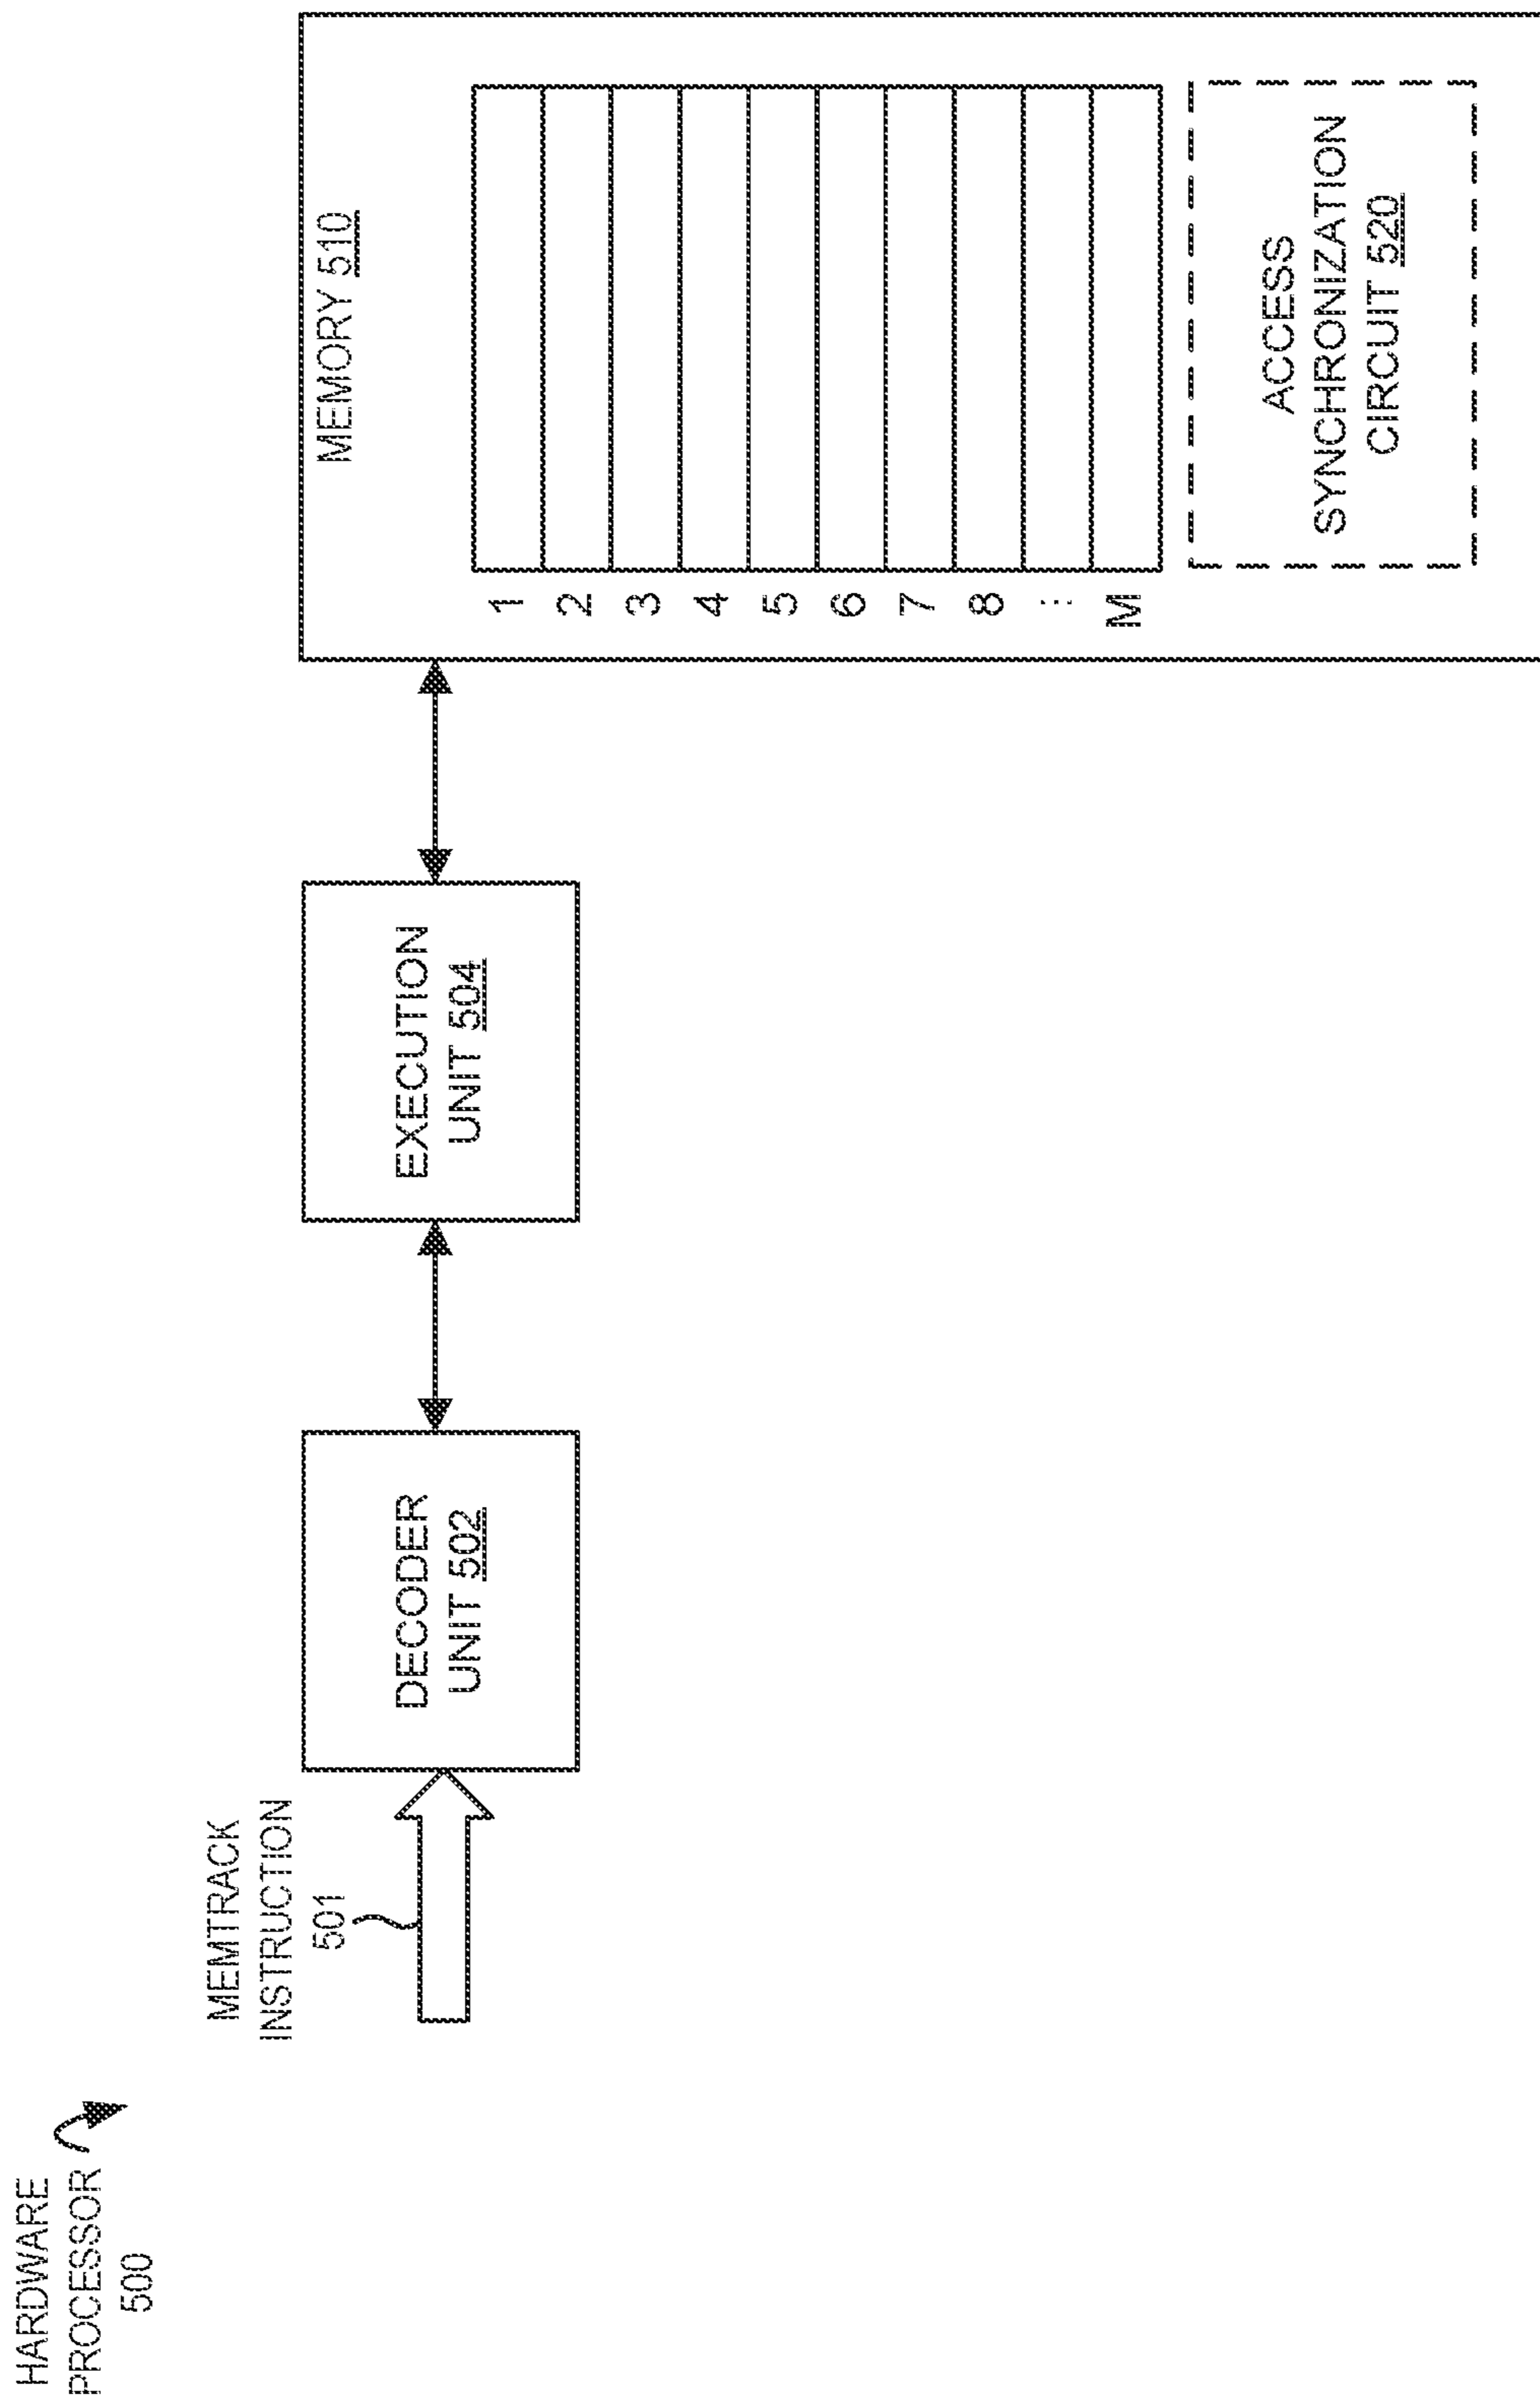 HARDWARE
PROCESSOR
500
MEMTRACK
INSTRUCTION
501
DECODER
UNIT 502
EXECUTION
UNIT 504
MEMORY 510
1
2
3
4
5
6
7
8
⋮
M
ACCESS
SYNCHRONIZATION
CIRCUIT 520